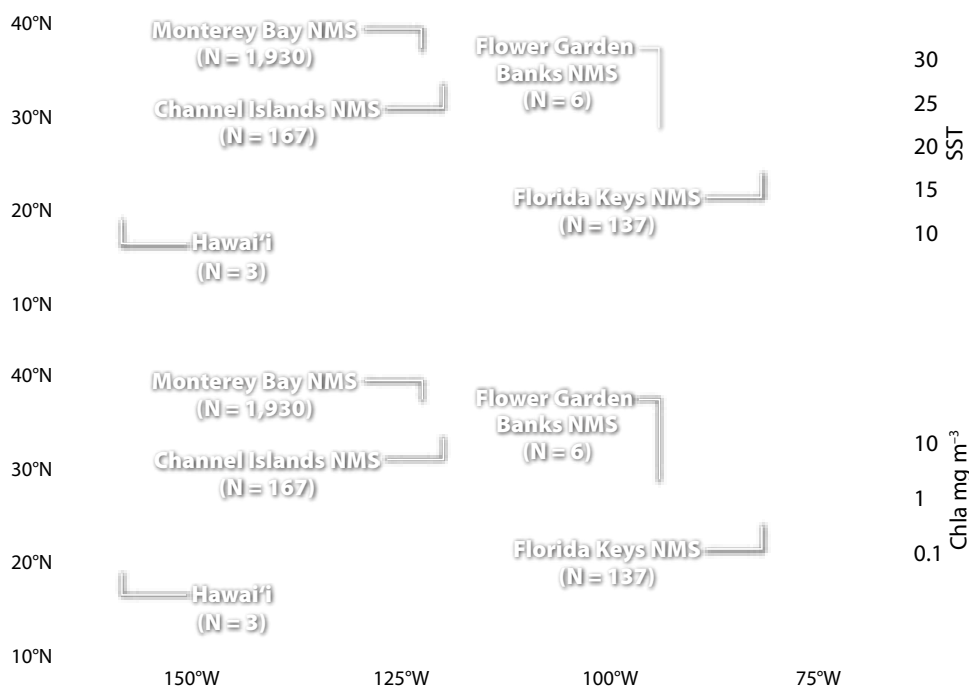 40°N
Monterey Bay NMS
(N = 1,930)
Flower Garden
Banks NMS
(N = 6)
30
Channel Islands NMS
(N = 167)
25
30°N
20
SST
15
Florida Keys NMS
(N = 137)
20°N
10
Hawai‘i
(N = 3)
10°N
40°N
Monterey Bay NMS
(N = 1,930)
Flower Garden
Banks NMS
(N = 6)
10
Channel Islands NMS
(N = 167)
30°N
1
Chla mg m⁻³
0.1
Florida Keys NMS
(N = 137)
20°N
Hawai‘i
(N = 3)
10°N
150°W
125°W
100°W
75°W